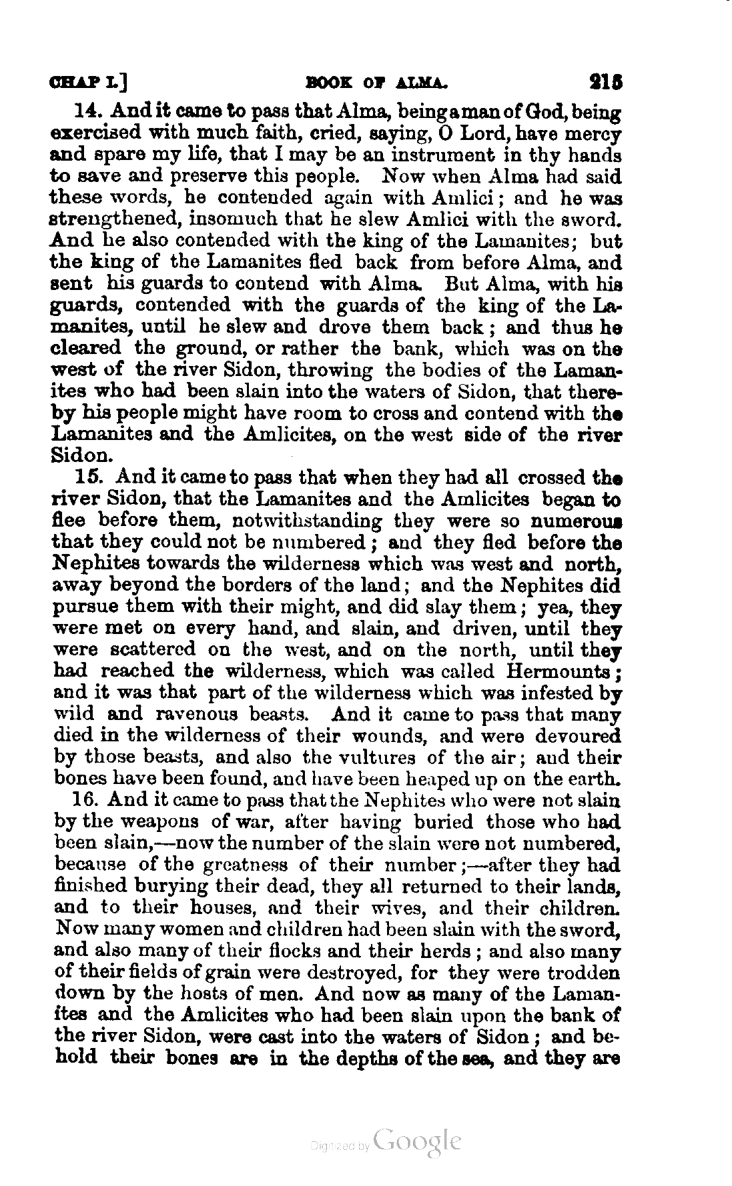 CHAP I.] BOOK OF ALMA. 215
14. And it came to pass that Alma, being a man of God, being
exercised with much faith, cried, saying, O Lord, have mercy
and spare my life, that I may be an instrument in thy hands
to save and preserve this people. Now when Alma had said
these words, he contended again with Amlici; and he was
strengthened, insomuch that he slew Amlici with the sword.
And he also contended with the king of the Lamanites; but
the king of the Lamanites fled back from before Alma, and
sent his guards to contend with Alma. But Alma, with his
guards, contended with the guards of the king of the La-
manites, until he slew and drove them back; and thus he
cleared the ground, or rather the bank, which was on the
west of the river Sidon, throwing the bodies of the Laman-
ites who had been slain into the waters of Sidon, that there-
by his people might have room to cross and contend with the
Lamanites and the Amlicites, on the west side of the river
Sidon.
15. And it came to pass that when they had all crossed the
river Sidon, that the Lamanites and the Amlicites began to
flee before them, notwithstanding they were so numerous
that they could not be numbered; and they fled before the
Nephites towards the wilderness which was west and north,
away beyond the borders of the land; and the Nephites did
pursue them with their might, and did slay them; yea, they
were met on every hand, and slain, and driven, until they
were scattered on the west, and on the north, until they
had reached the wilderness, which was called Hermounts;
and it was that part of the wilderness which was infested by
wild and ravenous beasts. And it came to pass that many
died in the wilderness of their wounds, and were devoured
by those beasts, and also the vultures of the air; and their
bones have been found, and have been heaped up on the earth.
16. And it came to pass that the Nephites who were not slain
by the weapons of war, after having buried those who had
been slain,—now the number of the slain were not numbered,
because of the greatness of their number;—after they had
finished burying their dead, they all returned to their lands,
and to their houses, and their wives, and their children.
Now many women and children had been slain with the sword,
and also many of their flocks and their herds; and also many
of their fields of grain were destroyed, for they were trodden
down by the hosts of men. And now as many of the Laman-
ites and the Amlicites who had been slain upon the bank of
the river Sidon, were cast into the waters of Sidon; and be-
hold their bones are in the depths of the sea, and they are
Digitized by Google